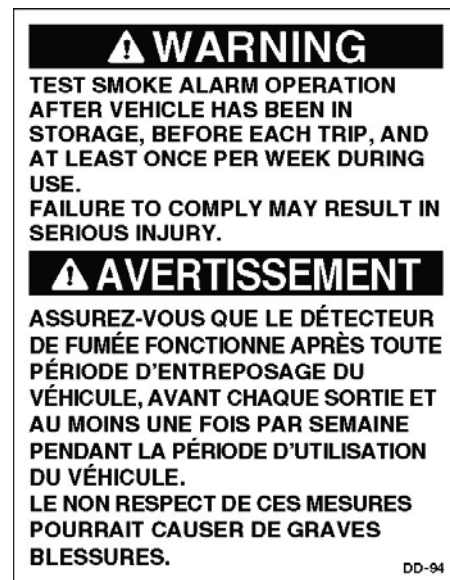 ⚠ WARNING
TEST SMOKE ALARM OPERATION
AFTER VEHICLE HAS BEEN IN
STORAGE, BEFORE EACH TRIP, AND
AT LEAST ONCE PER WEEK DURING
USE.
FAILURE TO COMPLY MAY RESULT IN
SERIOUS INJURY.
⚠ AVERTISSEMENT
ASSUREZ-VOUS QUE LE DÉTECTEUR
DE FUMÉE FONCTIONNE APRÈS TOUTE
PÉRIODE D'ENTREPOSAGE DU
VÉHICULE, AVANT CHAQUE SORTIE ET
AU MOINS UNE FOIS PAR SEMAINE
PENDANT LA PÉRIODE D'UTILISATION
DU VÉHICULE.
LE NON RESPECT DE CES MESURES
POURRAIT CAUSER DE GRAVES
BLESSURES.
DD-94